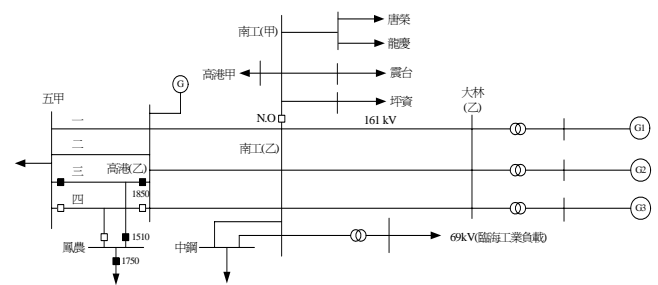 唐榮
南工(甲)
龍慶
G
高港甲
震台
五甲
大林
(乙)
坪資
一
N.O
161 kV
G1
二
南工(乙)
三
高港(乙)
G2
1850
四
G3
1510
鳳農
中鋼
69kV(臨海工業負載)
1750